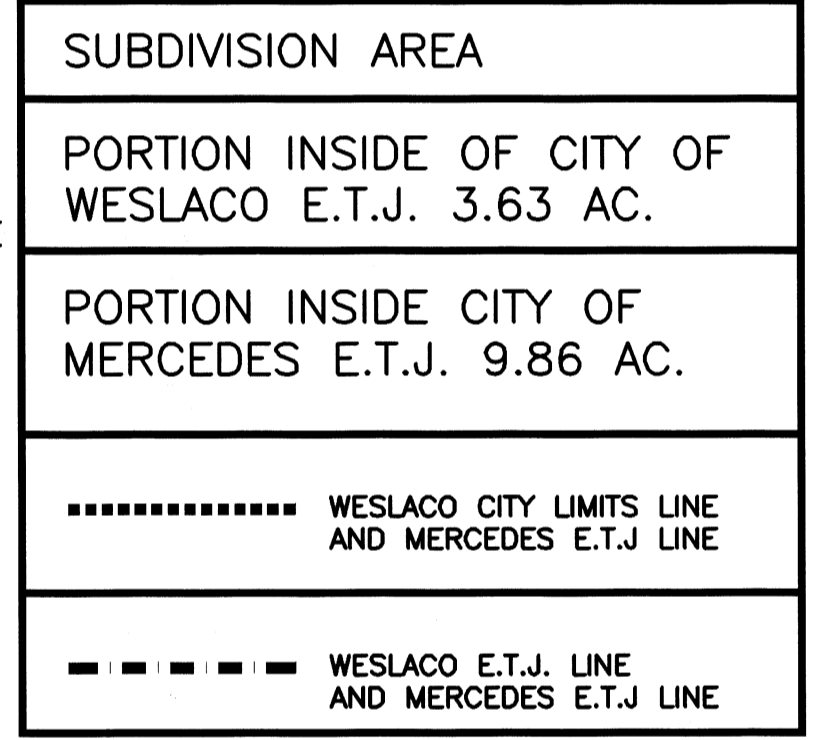 SUBDIVISION AREA
PORTION INSIDE OF CITY OF
WESLACO E.T.J. 3.63 AC.
PORTION INSIDE CITY OF
MERCEDES E.T.J. 9.86 AC.
WESLACO CITY LIMITS LINE
AND MERCEDES E.T.J LINE
WESLACO E.T.J. LINE
AND MERCEDES E.T.J LINE